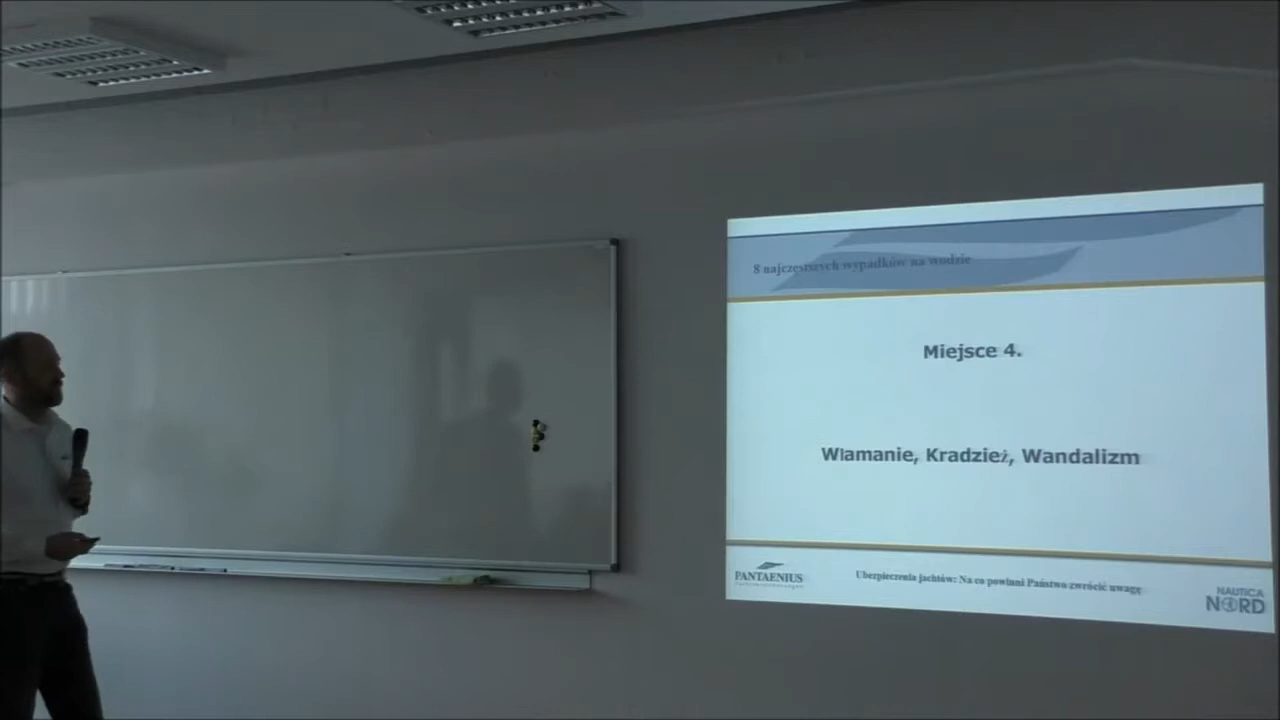 8 najczęstszych wypadków na wodzie
Miejsce 4.
Włamanie, Kradzież, Wandalizm
PANTAENIUS
Ubezpieczenia jachtów: Na co powinni Państwo zwrócić uwagę
NAUTICA
NORD